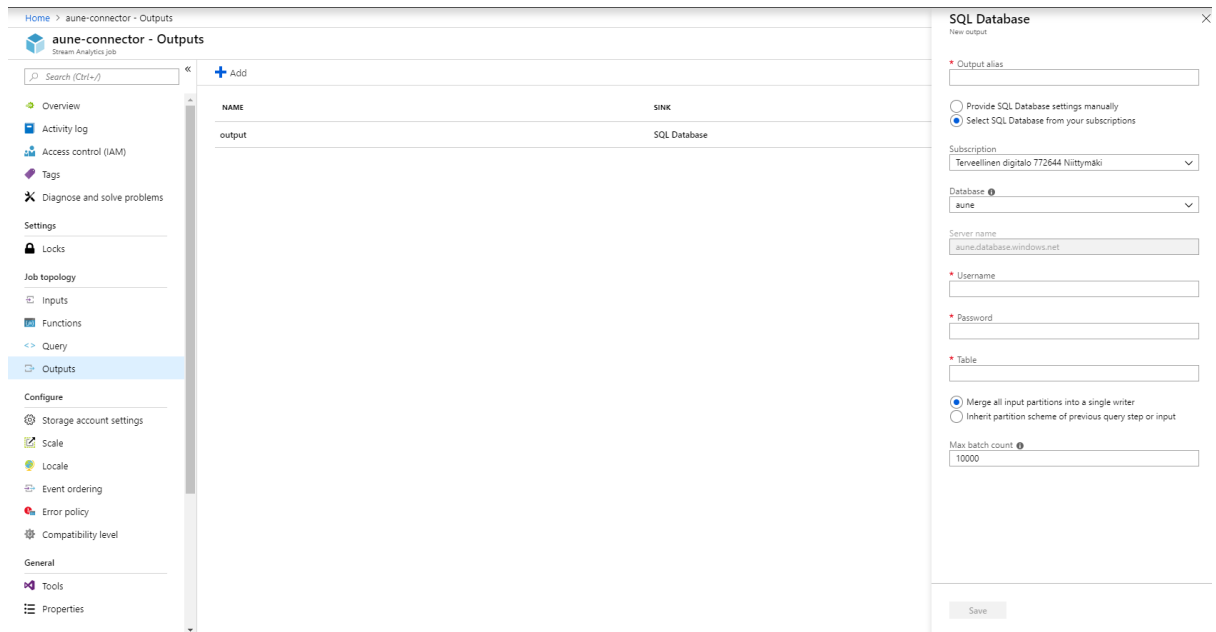 Home > aune-connector - Outputs
aune-connector - Outputs
Stream Analytics job
Search (Ctrl+/)
«
Overview
Activity log
Access control (IAM)
Tags
Diagnose and solve problems
Settings
Locks
Job topology
Inputs
Functions
Query
Outputs
Configure
Storage account settings
Scale
Locale
Event ordering
Error policy
Compatibility level
General
Tools
Properties
Add
NAME SINK
output SQL Database
SQL Database
New output
* Output alias
Provide SQL Database settings manually
Select SQL Database from your subscriptions
Subscription
Terveellinen digitalo 772644 Niittymäki
Database
aune
Server name
aune.database.windows.net
* Username
* Password
* Table
Merge all input partitions into a single writer
Inherit partition scheme of previous query step or input
Max batch count
10000
Save